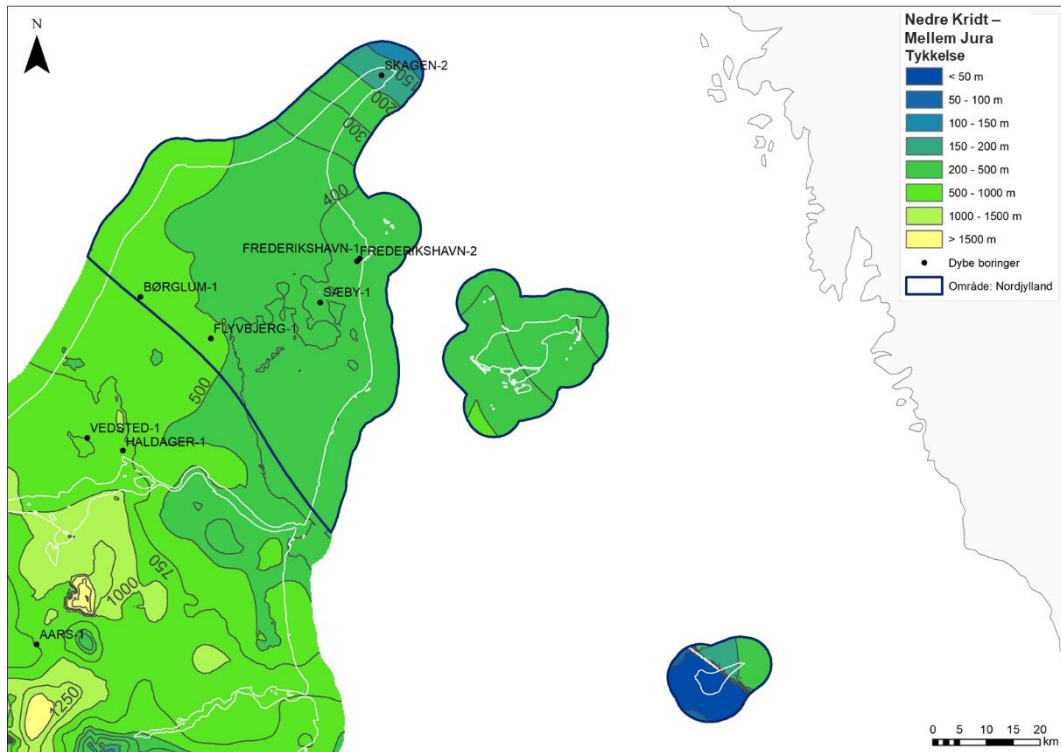 N
Nedre Kridt –
Mellem Jura
Tykkelse
< 50 m
50 - 100 m
100 - 150 m
150 - 200 m
200 - 500 m
500 - 1000 m
1000 - 1500 m
> 1500 m
Dybe boringer
Område: Nordjylland
SKAGEN-2
150
200
300
400
FREDERIKSHAVN-1
FREDERIKSHAVN-2
BØRGLUM-1
SÆBY-1
FLYVBJERG-1
500
VEDSTED-1
HALDAGER-1
750
1000
AARS-1
1250
0 5 10 15 20
km